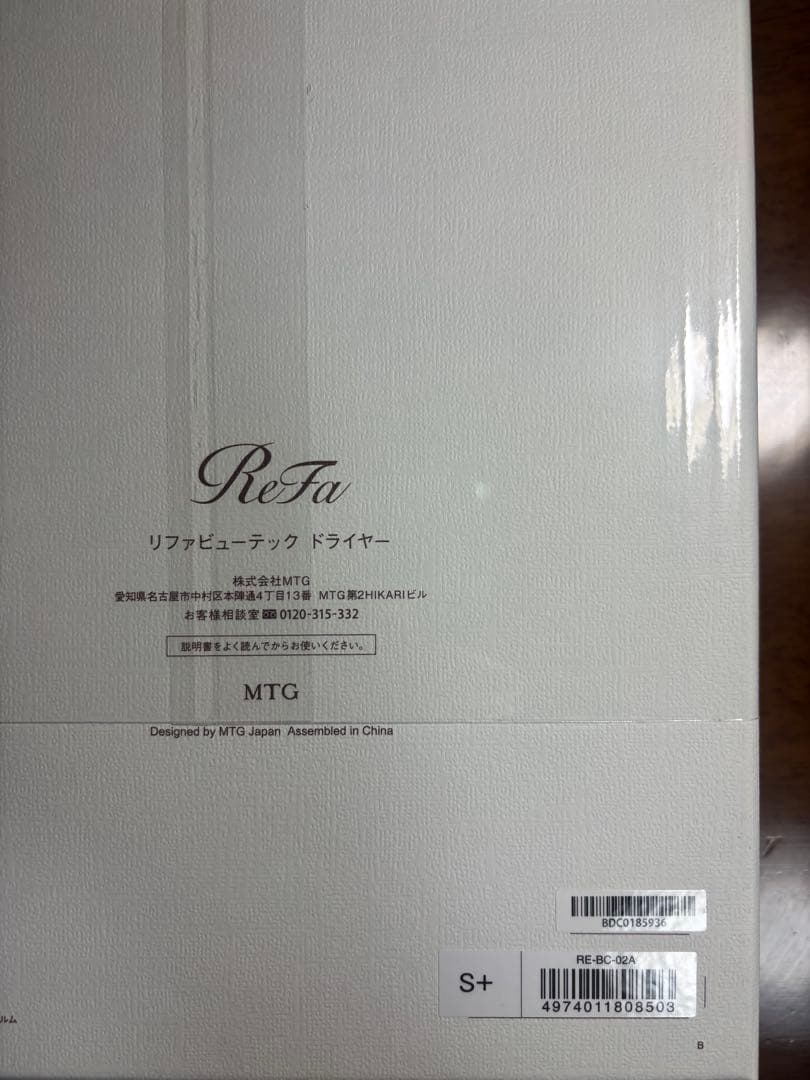 ReFa
リファビューテック ドライヤー
株式会社MTG
愛知県名古屋市中村区本陣通4丁目13番 MTG第2HIKARIビル
お客様相談室 0120-315-332
説明書をよく読んでからお使いください。
MTG
Designed by MTG Japan Assembled in China
BDC0185936
RE-BC-02A
S+
4974011808503
ルム
B